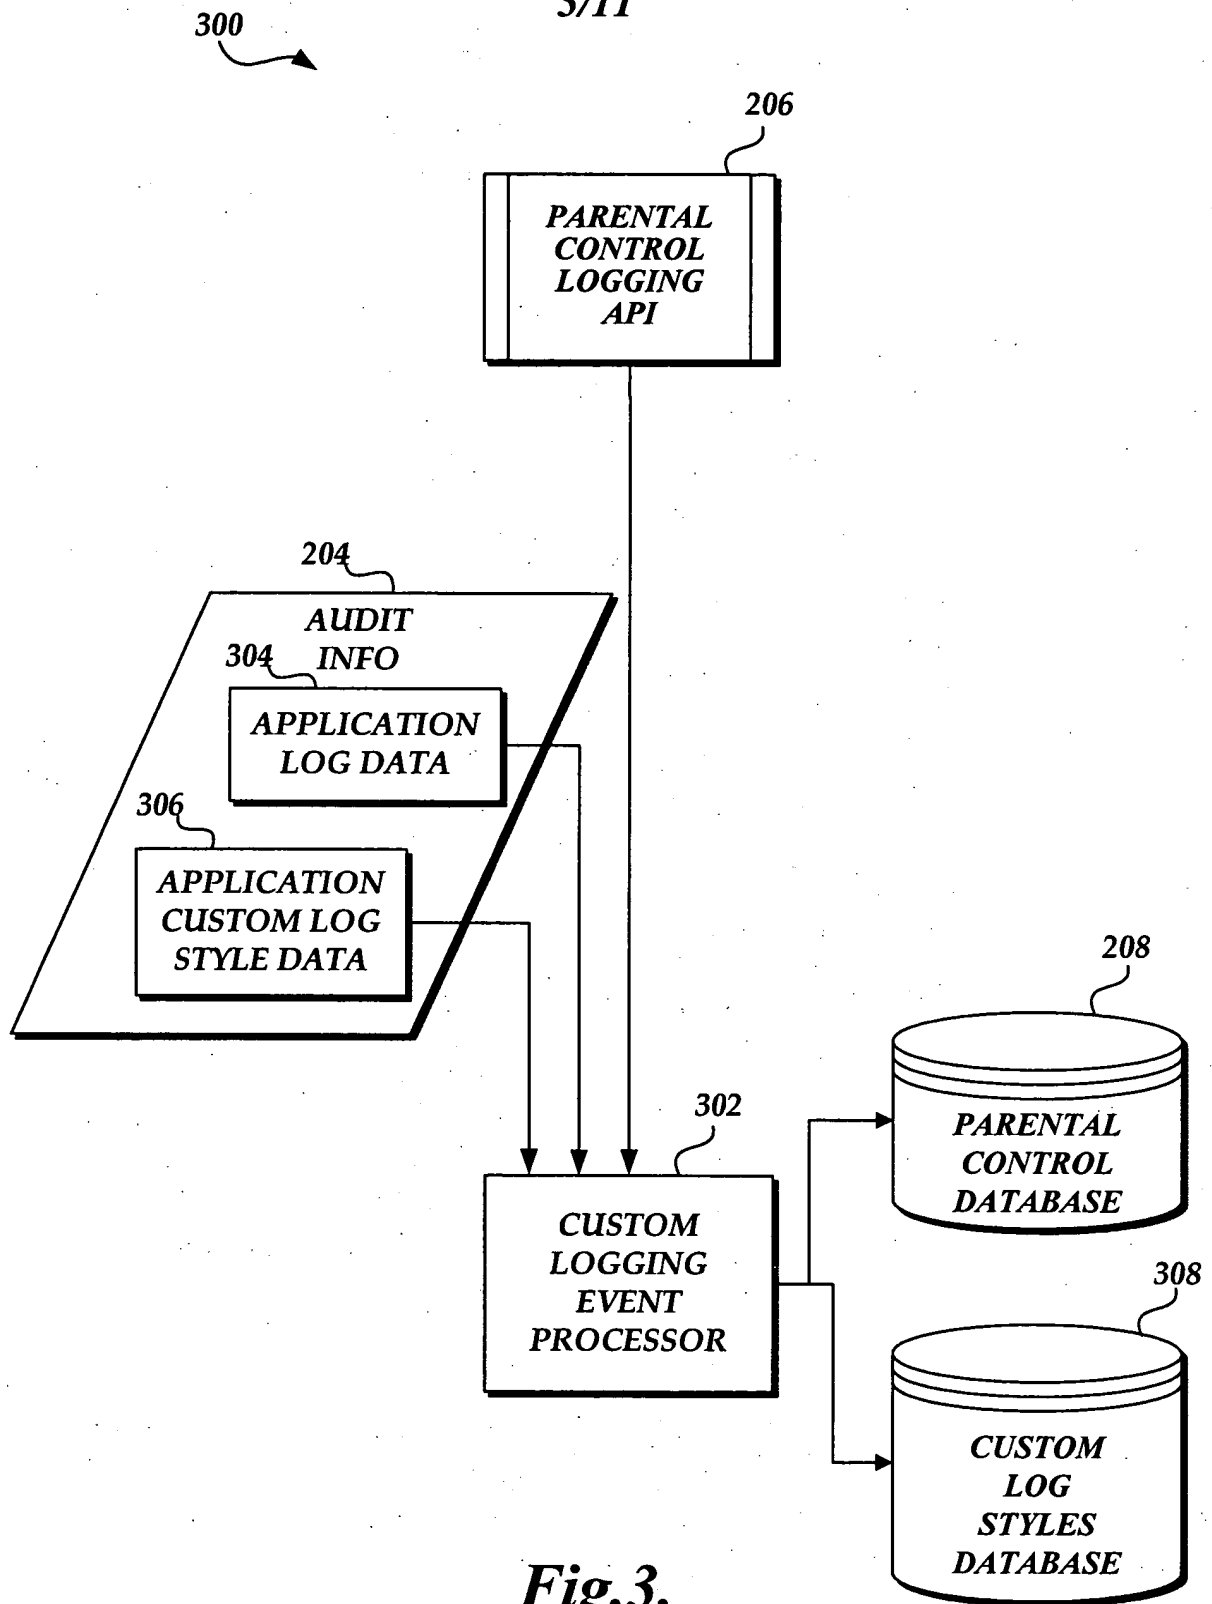 3/11
300
206
PARENTAL
CONTROL
LOGGING
API
204
AUDIT
INFO
304
APPLICATION
LOG DATA
306
APPLICATION
CUSTOM LOG
STYLE DATA
208
PARENTAL
CONTROL
DATABASE
302
CUSTOM
LOGGING
EVENT
PROCESSOR
308
CUSTOM
LOG
STYLES
DATABASE
Fig.3.